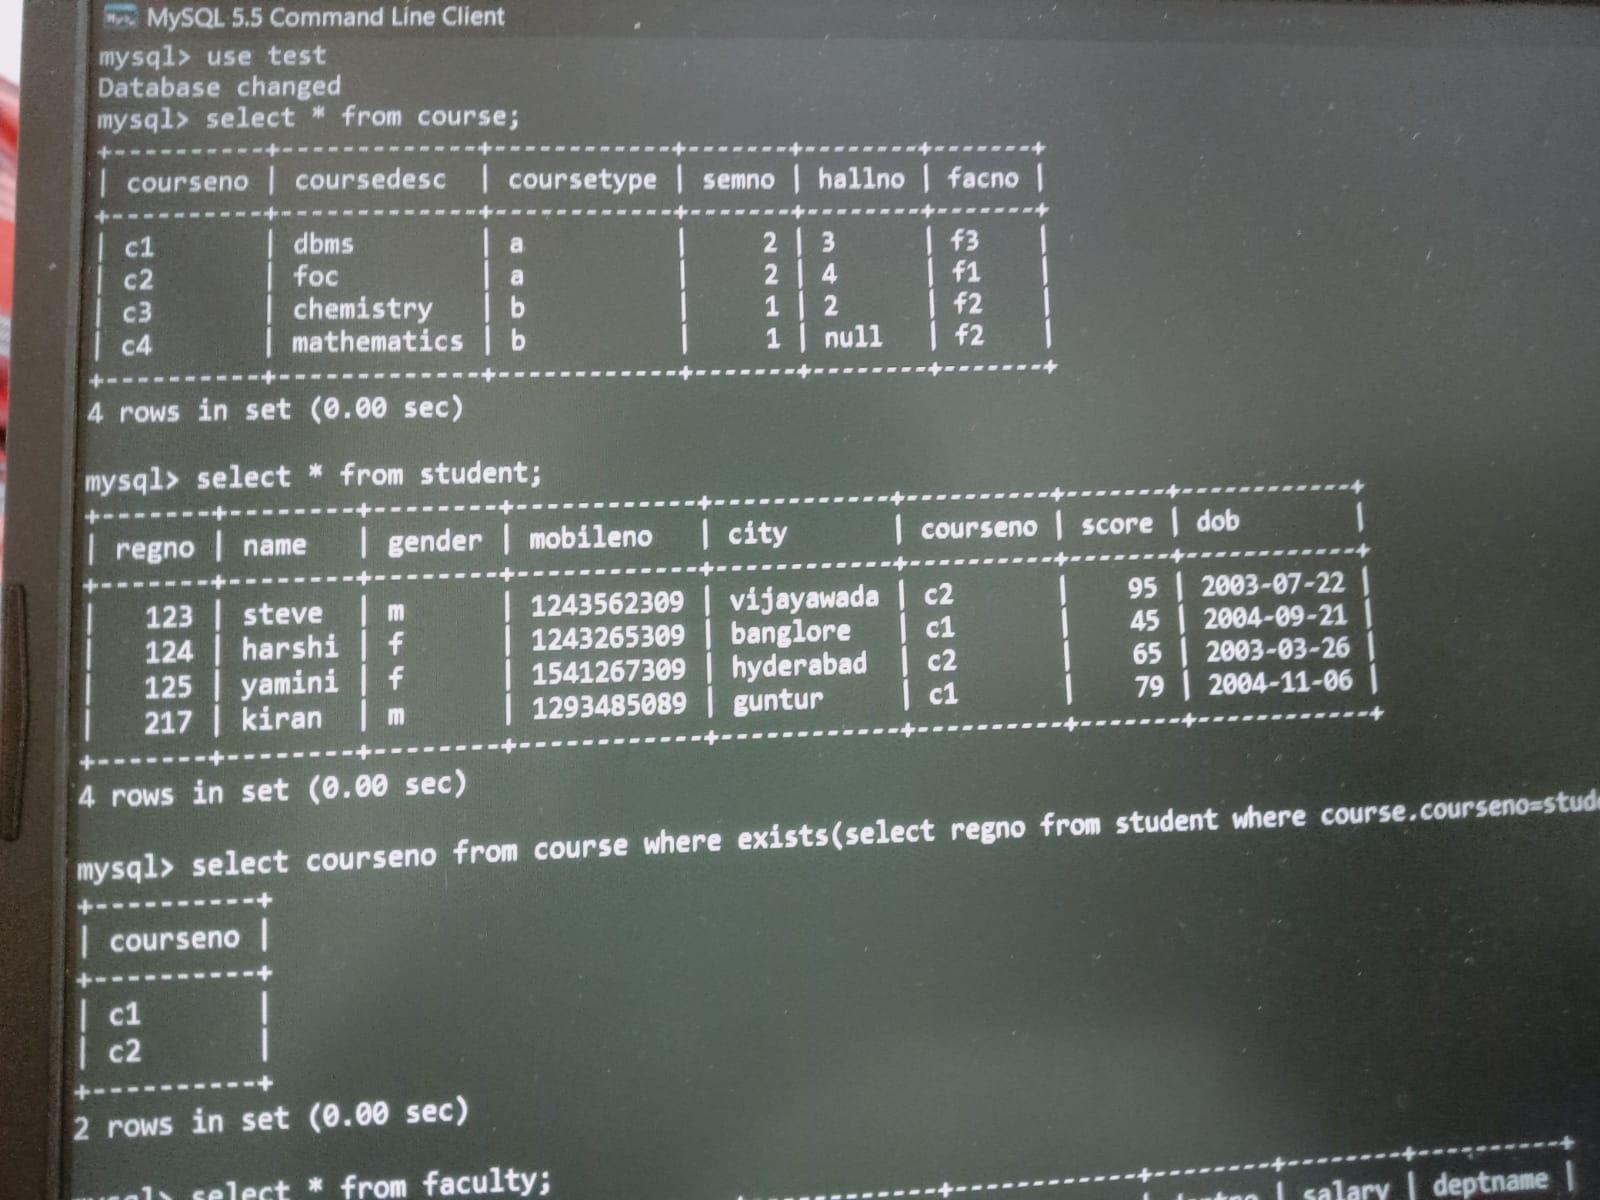 MySQL 5.5 Command Line Client
mysql> use test
Database changed
mysql> select * from course;
+----------+-------------+------------+-------+--------+-------+
| courseno | coursedesc | coursetype | semno | hallno | facno |
+----------+-------------+------------+-------+--------+-------+
| c1 | dbms | a | 2 | 3 | f3 |
| c2 | foc | a | 2 | 4 | f1 |
| c3 | chemistry | b | 1 | 2 | f2 |
| c4 | mathematics | b | 1 | null | f2 |
+----------+-------------+------------+-------+--------+-------+
4 rows in set (0.00 sec)
mysql> select * from student;
+-------+--------+--------+------------+------------+----------+-------+------------+
| regno | name | gender | mobileno | city | courseno | score | dob |
+-------+--------+--------+------------+------------+----------+-------+------------+
| 123 | steve | m | 1243562309 | vijayawada | c2 | 95 | 2003-07-22 |
| 124 | harshi | f | 1243265309 | banglore | c1 | 45 | 2004-09-21 |
| 125 | yamini | f | 1541267309 | hyderabad | c2 | 65 | 2003-03-26 |
| 217 | kiran | m | 1293485089 | guntur | c1 | 79 | 2004-11-06 |
+-------+--------+--------+------------+------------+----------+-------+------------+
4 rows in set (0.00 sec)
mysql> select courseno from course where exists(select regno from student where course.courseno=stud
+----------+
| courseno |
+----------+
| c1 |
| c2 |
+----------+
2 rows in set (0.00 sec)
mysql> select * from faculty;
| salary | deptname |